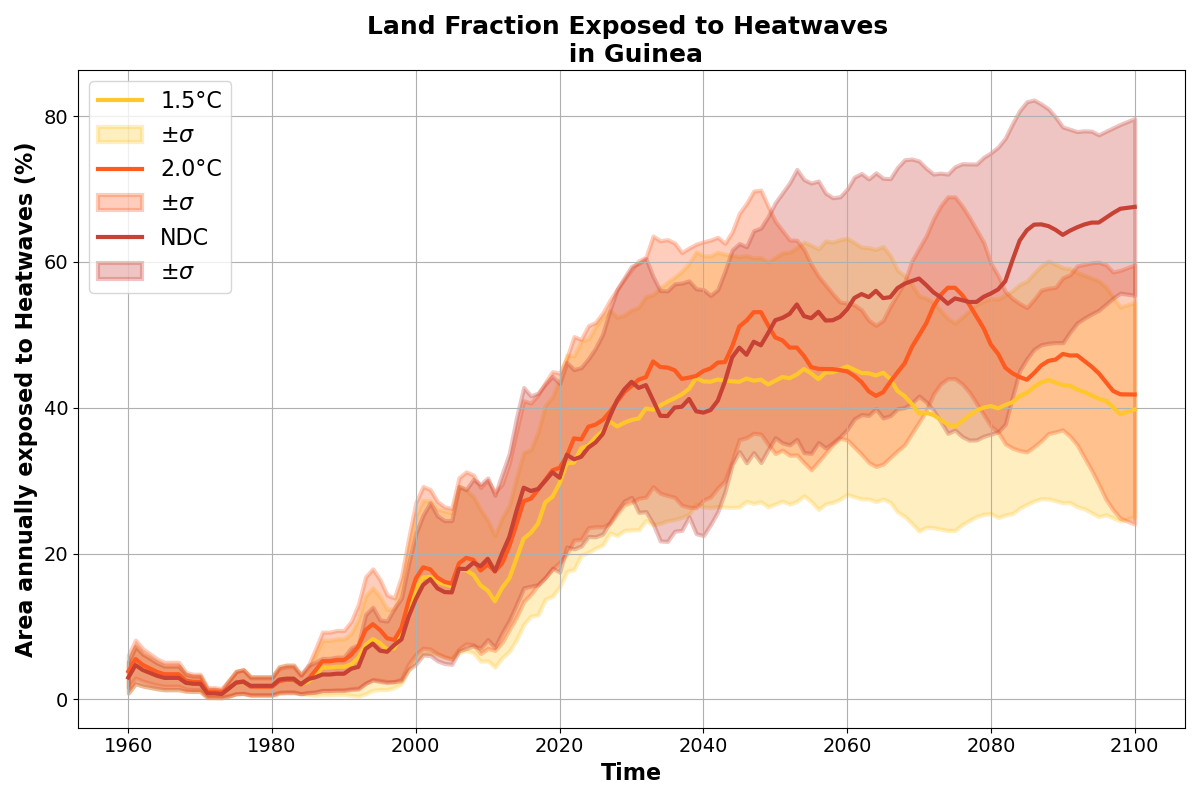 Land Fraction Exposed to Heatwaves
in Guinea
Area annually exposed to Heatwaves (%)
80
60
40
20
0
1.5°C
±σ
2.0°C
±σ
NDC
±σ
1960 1980 2000 2020 2040 2060 2080 2100
Time